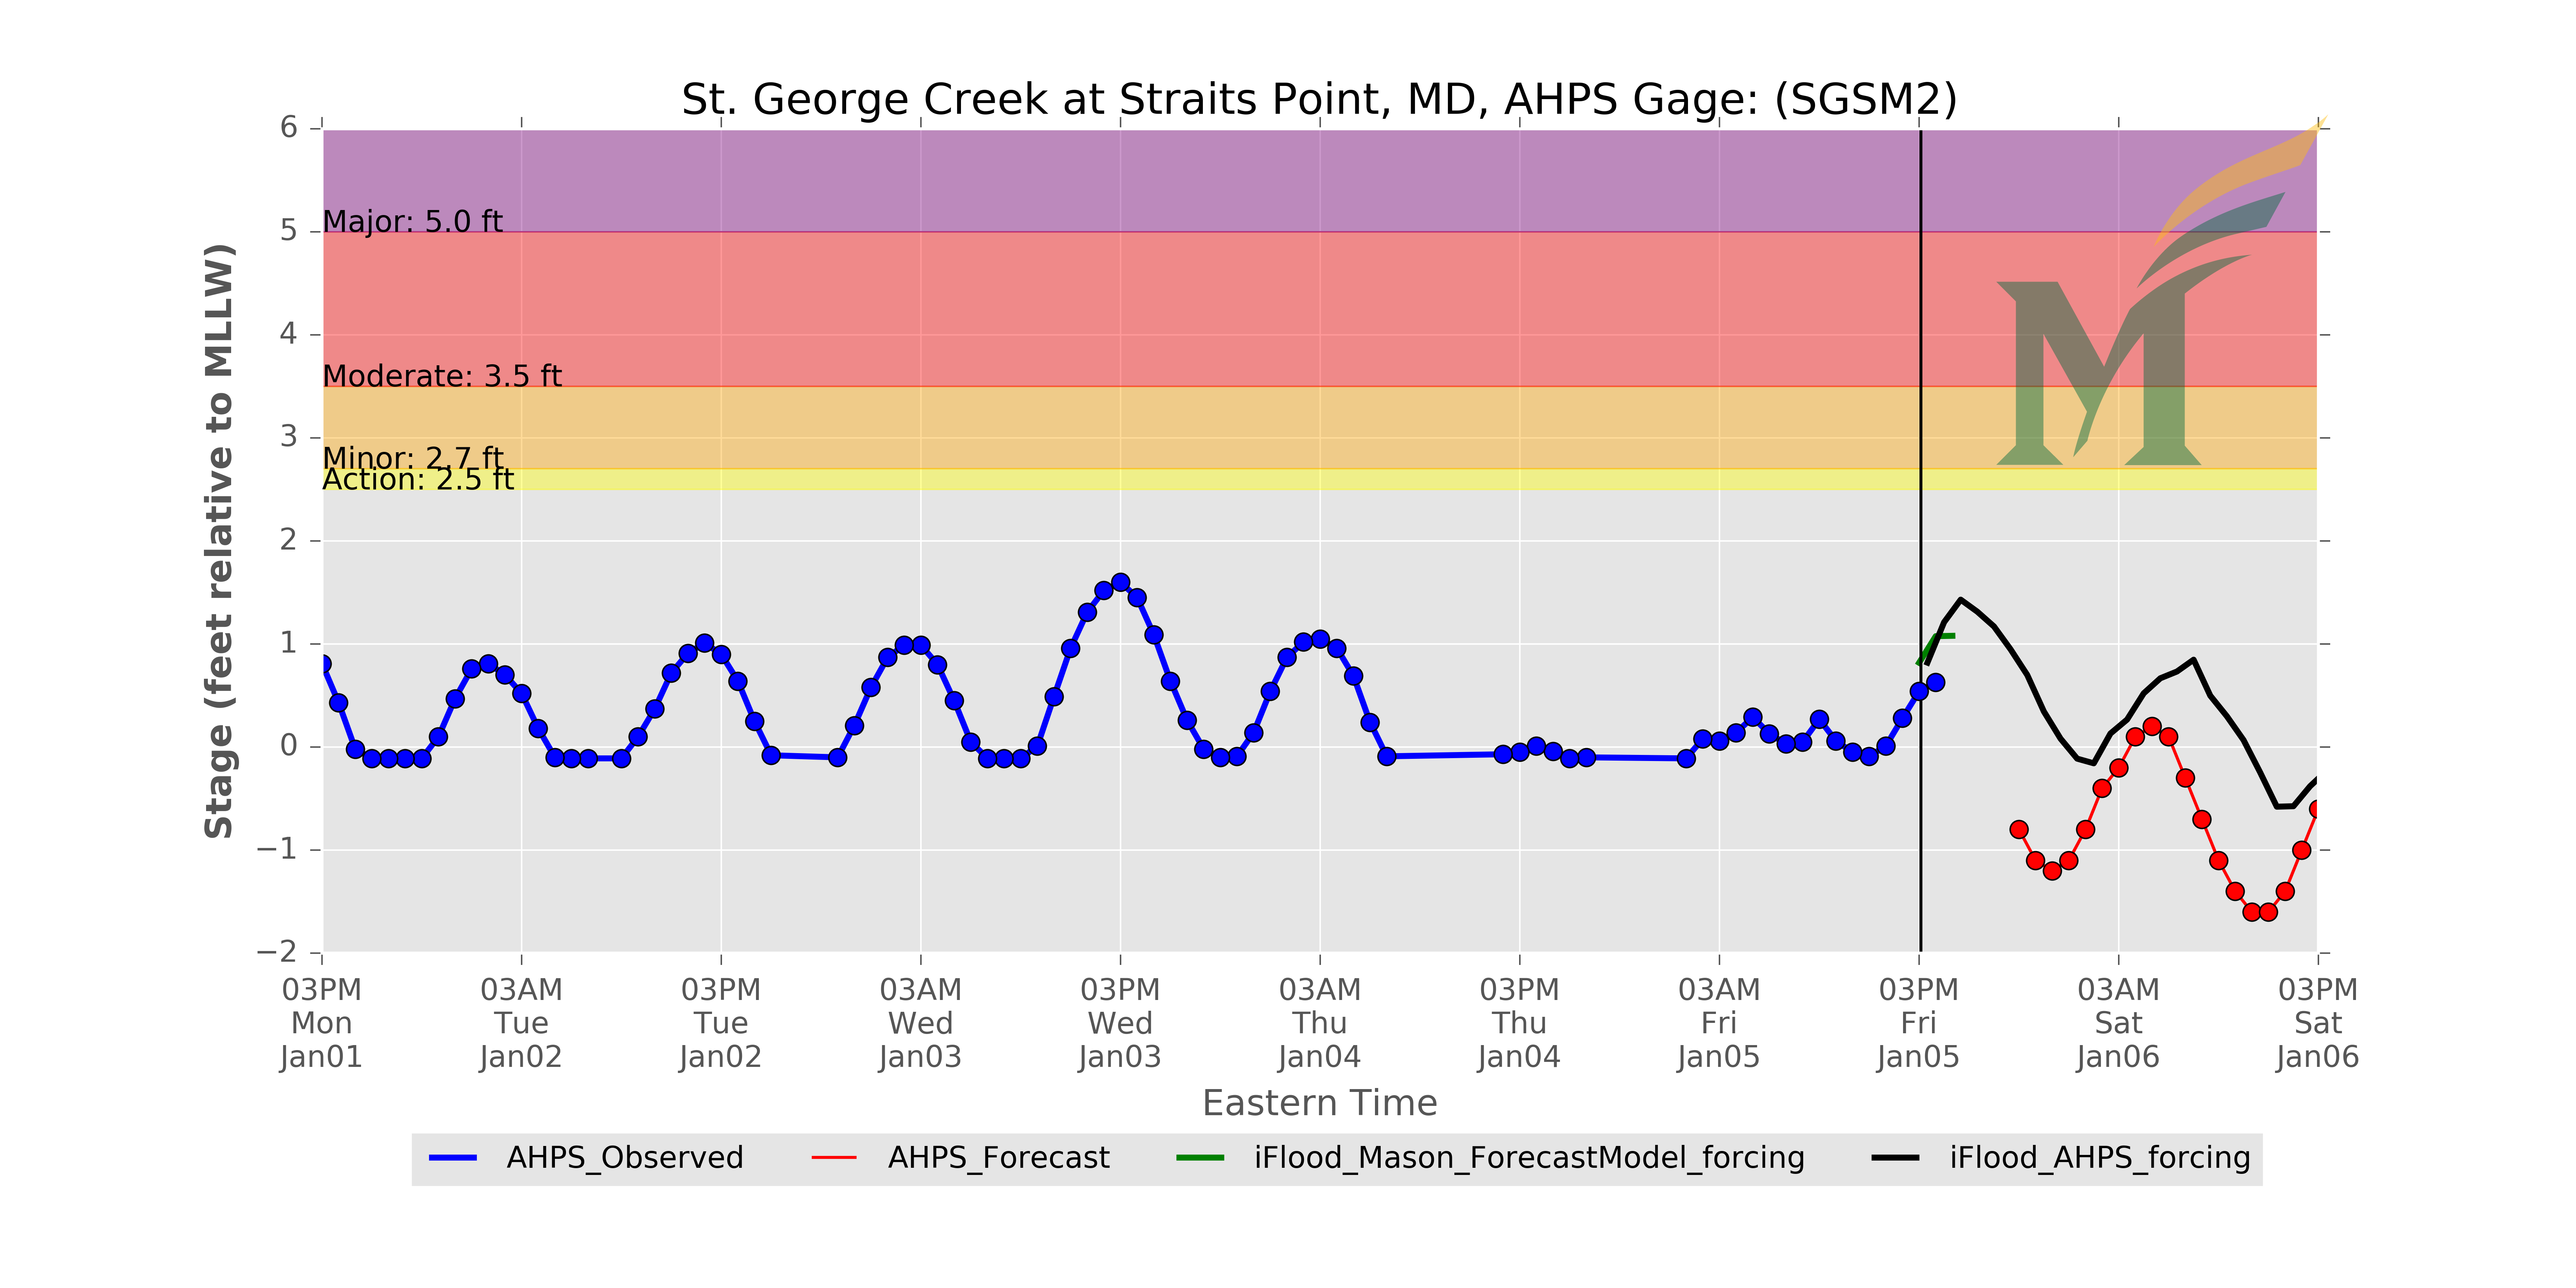 St. George Creek at Straits Point, MD, AHPS Gage: (SGSM2)
Stage (feet relative to MLLW)
6
5
4
3
2
1
0
−1
−2
Major: 5.0 ft
Moderate: 3.5 ft
Minor: 2.7 ft
Action: 2.5 ft
M
03PM 03AM 03PM 03AM 03PM 03AM 03PM 03AM 03PM 03AM 03PM
Mon Tue Tue Wed Wed Thu Thu Fri Fri Sat Sat
Jan01 Jan02 Jan02 Jan03 Jan03 Jan04 Jan04 Jan05 Jan05 Jan06 Jan06
Eastern Time
AHPS_Observed AHPS_Forecast iFlood_Mason_ForecastModel_forcing iFlood_AHPS_forcing